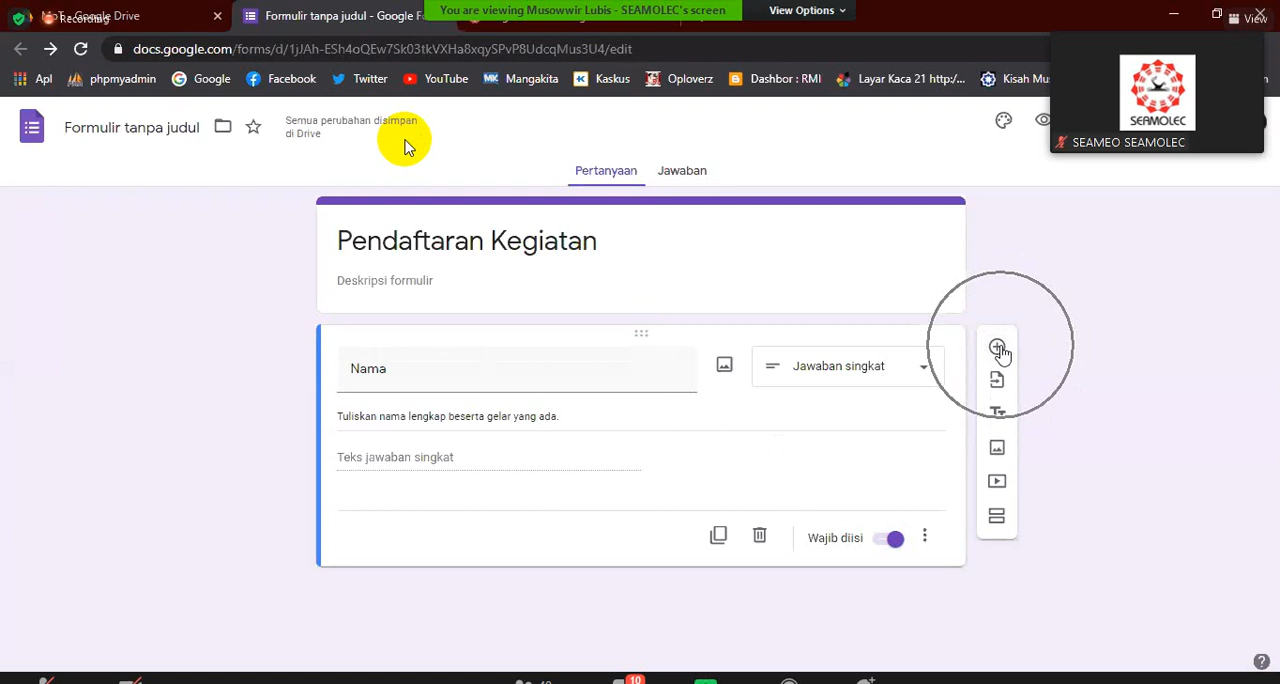 Google Drive
Recording
Formulir tanpa judul - Google Fo
You are viewing Musowwir Lubis - SEAMOLEC's screen
View Options
View
docs.google.com/forms/d/1jJAh-ESh4oQEw7Sk03tkVXHa8xqySPvP8UdcqMus3U4/edit
Apl
phpmyadmin
Google
Facebook
Twitter
YouTube
Mangakita
Kaskus
Oploverz
Dashbor : RMI
Layar Kaca 21 http:/...
Kisah Mu
SEAMOLEC
SEAMEO SEAMOLEC
Formulir tanpa judul
Semua perubahan disimpan
di Drive
Pertanyaan
Jawaban
Pendaftaran Kegiatan
Deskripsi formulir
Nama
Jawaban singkat
Tuliskan nama lengkap beserta gelar yang ada.
Teks jawaban singkat
Wajib diisi
10